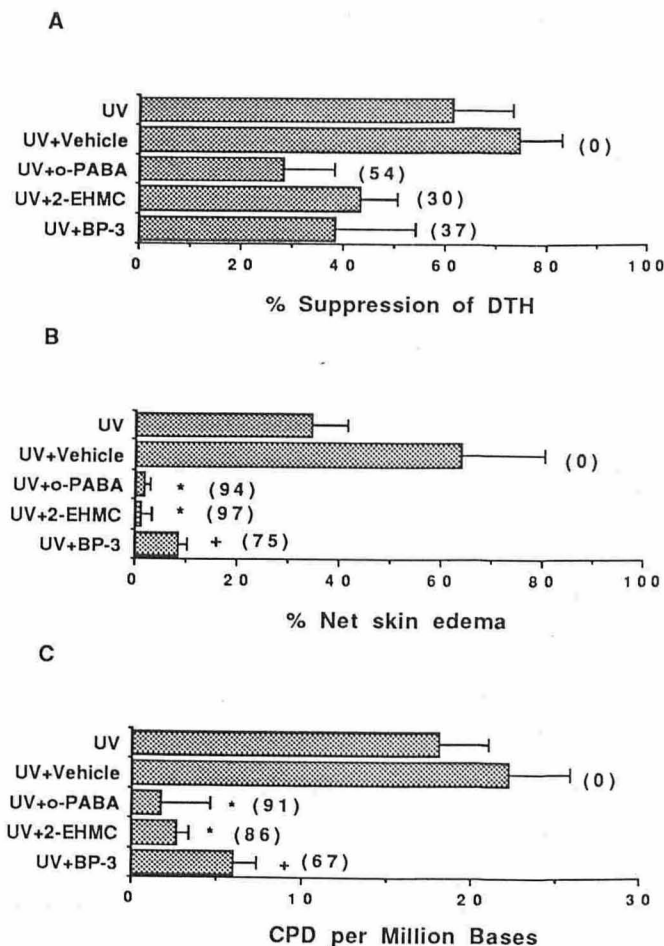 A
UV
UV+Vehicle (0)
UV+o-PABA (54)
UV+2-EHMC (30)
UV+BP-3 (37)
0 20 40 60 80 100
% Suppression of DTH
B
UV
UV+Vehicle (0)
UV+o-PABA * (94)
UV+2-EHMC * (97)
UV+BP-3 + (75)
0 20 40 60 80 100
% Net skin edema
C
UV
UV+Vehicle (0)
UV+o-PABA * (91)
UV+2-EHMC * (86)
UV+BP-3 + (67)
0 10 20 30
CPD per Million Bases